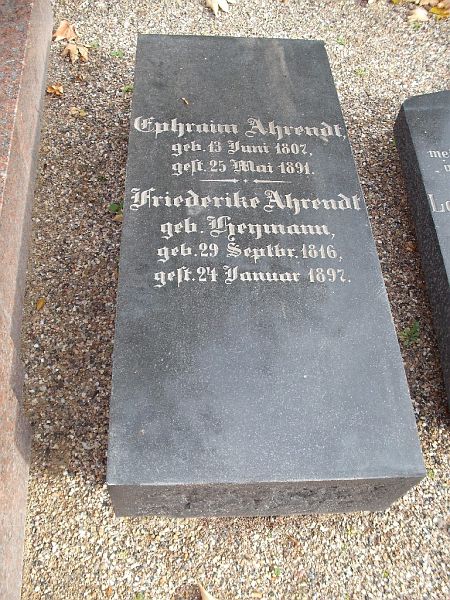 Ephraim Ahrendt,
geb. 13 Juni 1807,
gest. 25 Mai 1891.
Friederike Ahrendt
geb. Heymann,
geb. 29 Septbr. 1816,
gest. 24 Januar 1897.